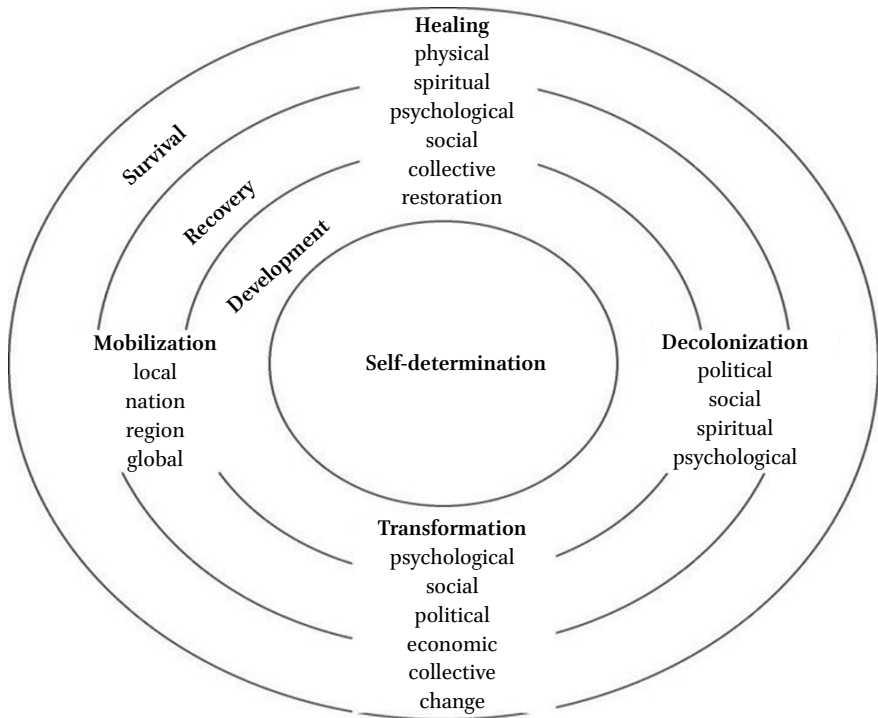 Healing
physical
spiritual
psychological
social
collective
restoration
Survival
Recovery
Development
Mobilization
local
nation
region
global
Self-determination
Decolonization
political
social
spiritual
psychological
Transformation
psychological
social
political
economic
collective
change